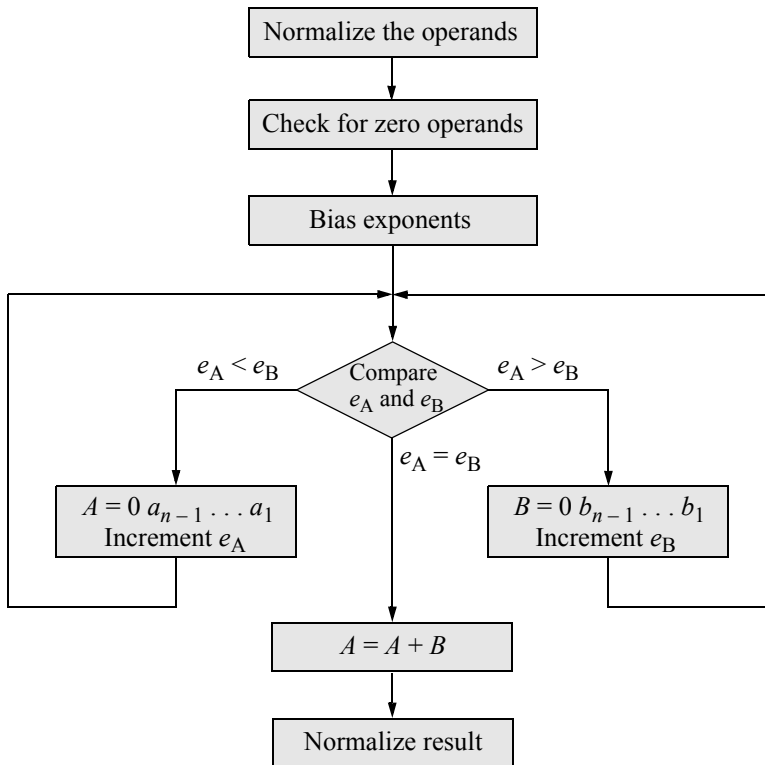 Normalize the operands
Check for zero operands
Bias exponents
e_A < e_B
Compare
e_A and e_B
e_A > e_B
e_A = e_B
A = 0 a_{n – 1} . . . a_1
Increment e_A
B = 0 b_{n – 1} . . . b_1
Increment e_B
A = A + B
Normalize result